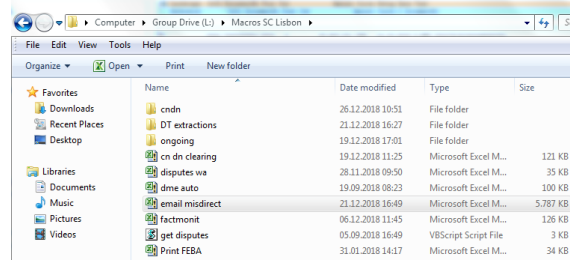 Computer ▸ Group Drive (L:) ▸ Macros SC Lisbon ▸
File Edit View Tools Help
Organize Open Print New folder
Favorites
Downloads
Recent Places
Desktop
Libraries
Documents
Music
Pictures
Videos
Name Date modified Type Size
cndn 26.12.2018 10:51 File folder
DT extractions 21.12.2018 16:27 File folder
ongoing 19.12.2018 17:01 File folder
cn dn clearing 19.12.2018 11:25 Microsoft Excel M... 121 KB
disputes wa 28.11.2018 09:50 Microsoft Excel M... 35 KB
dme auto 19.09.2018 08:23 Microsoft Excel M... 100 KB
email misdirect 21.12.2018 16:49 Microsoft Excel M... 5.787 KB
factmonit 06.12.2018 11:45 Microsoft Excel M... 126 KB
get disputes 05.09.2018 16:49 VBScript Script File 3 KB
Print FEBA 31.01.2018 14:17 Microsoft Excel M... 34 KB